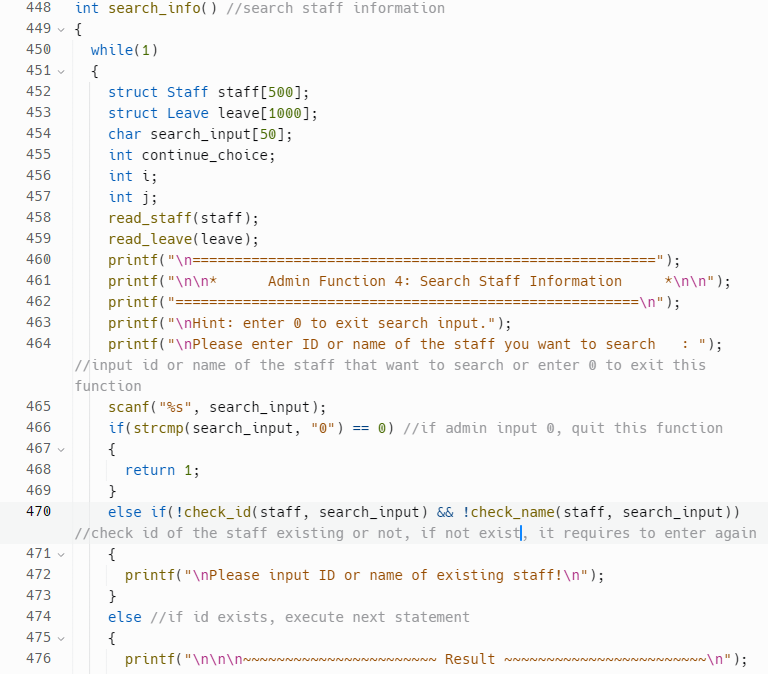 448 int search_info() //search staff information
449 {
450 while(1)
451 {
452 struct Staff staff[500];
453 struct Leave leave[1000];
454 char search_input[50];
455 int continue_choice;
456 int i;
457 int j;
458 read_staff(staff);
459 read_leave(leave);
460 printf("\n=======================================================");
461 printf("\n\n*      Admin Function 4: Search Staff Information     *\n\n");
462 printf("=======================================================\n");
463 printf("\nHint: enter 0 to exit search input.");
464 printf("\nPlease enter ID or name of the staff you want to search   : ");
//input id or name of the staff that want to search or enter 0 to exit this
function
465 scanf("%s", search_input);
466 if(strcmp(search_input, "0") == 0) //if admin input 0, quit this function
467 {
468 return 1;
469 }
470 else if(!check_id(staff, search_input) && !check_name(staff, search_input))
//check id of the staff existing or not, if not exist, it requires to enter again
471 {
472 printf("\nPlease input ID or name of existing staff!\n");
473 }
474 else //if id exists, execute next statement
475 {
476 printf("\n\n\n~~~~~~~~~~~~~~~~~~~~~~~ Result ~~~~~~~~~~~~~~~~~~~~~~~~\n");